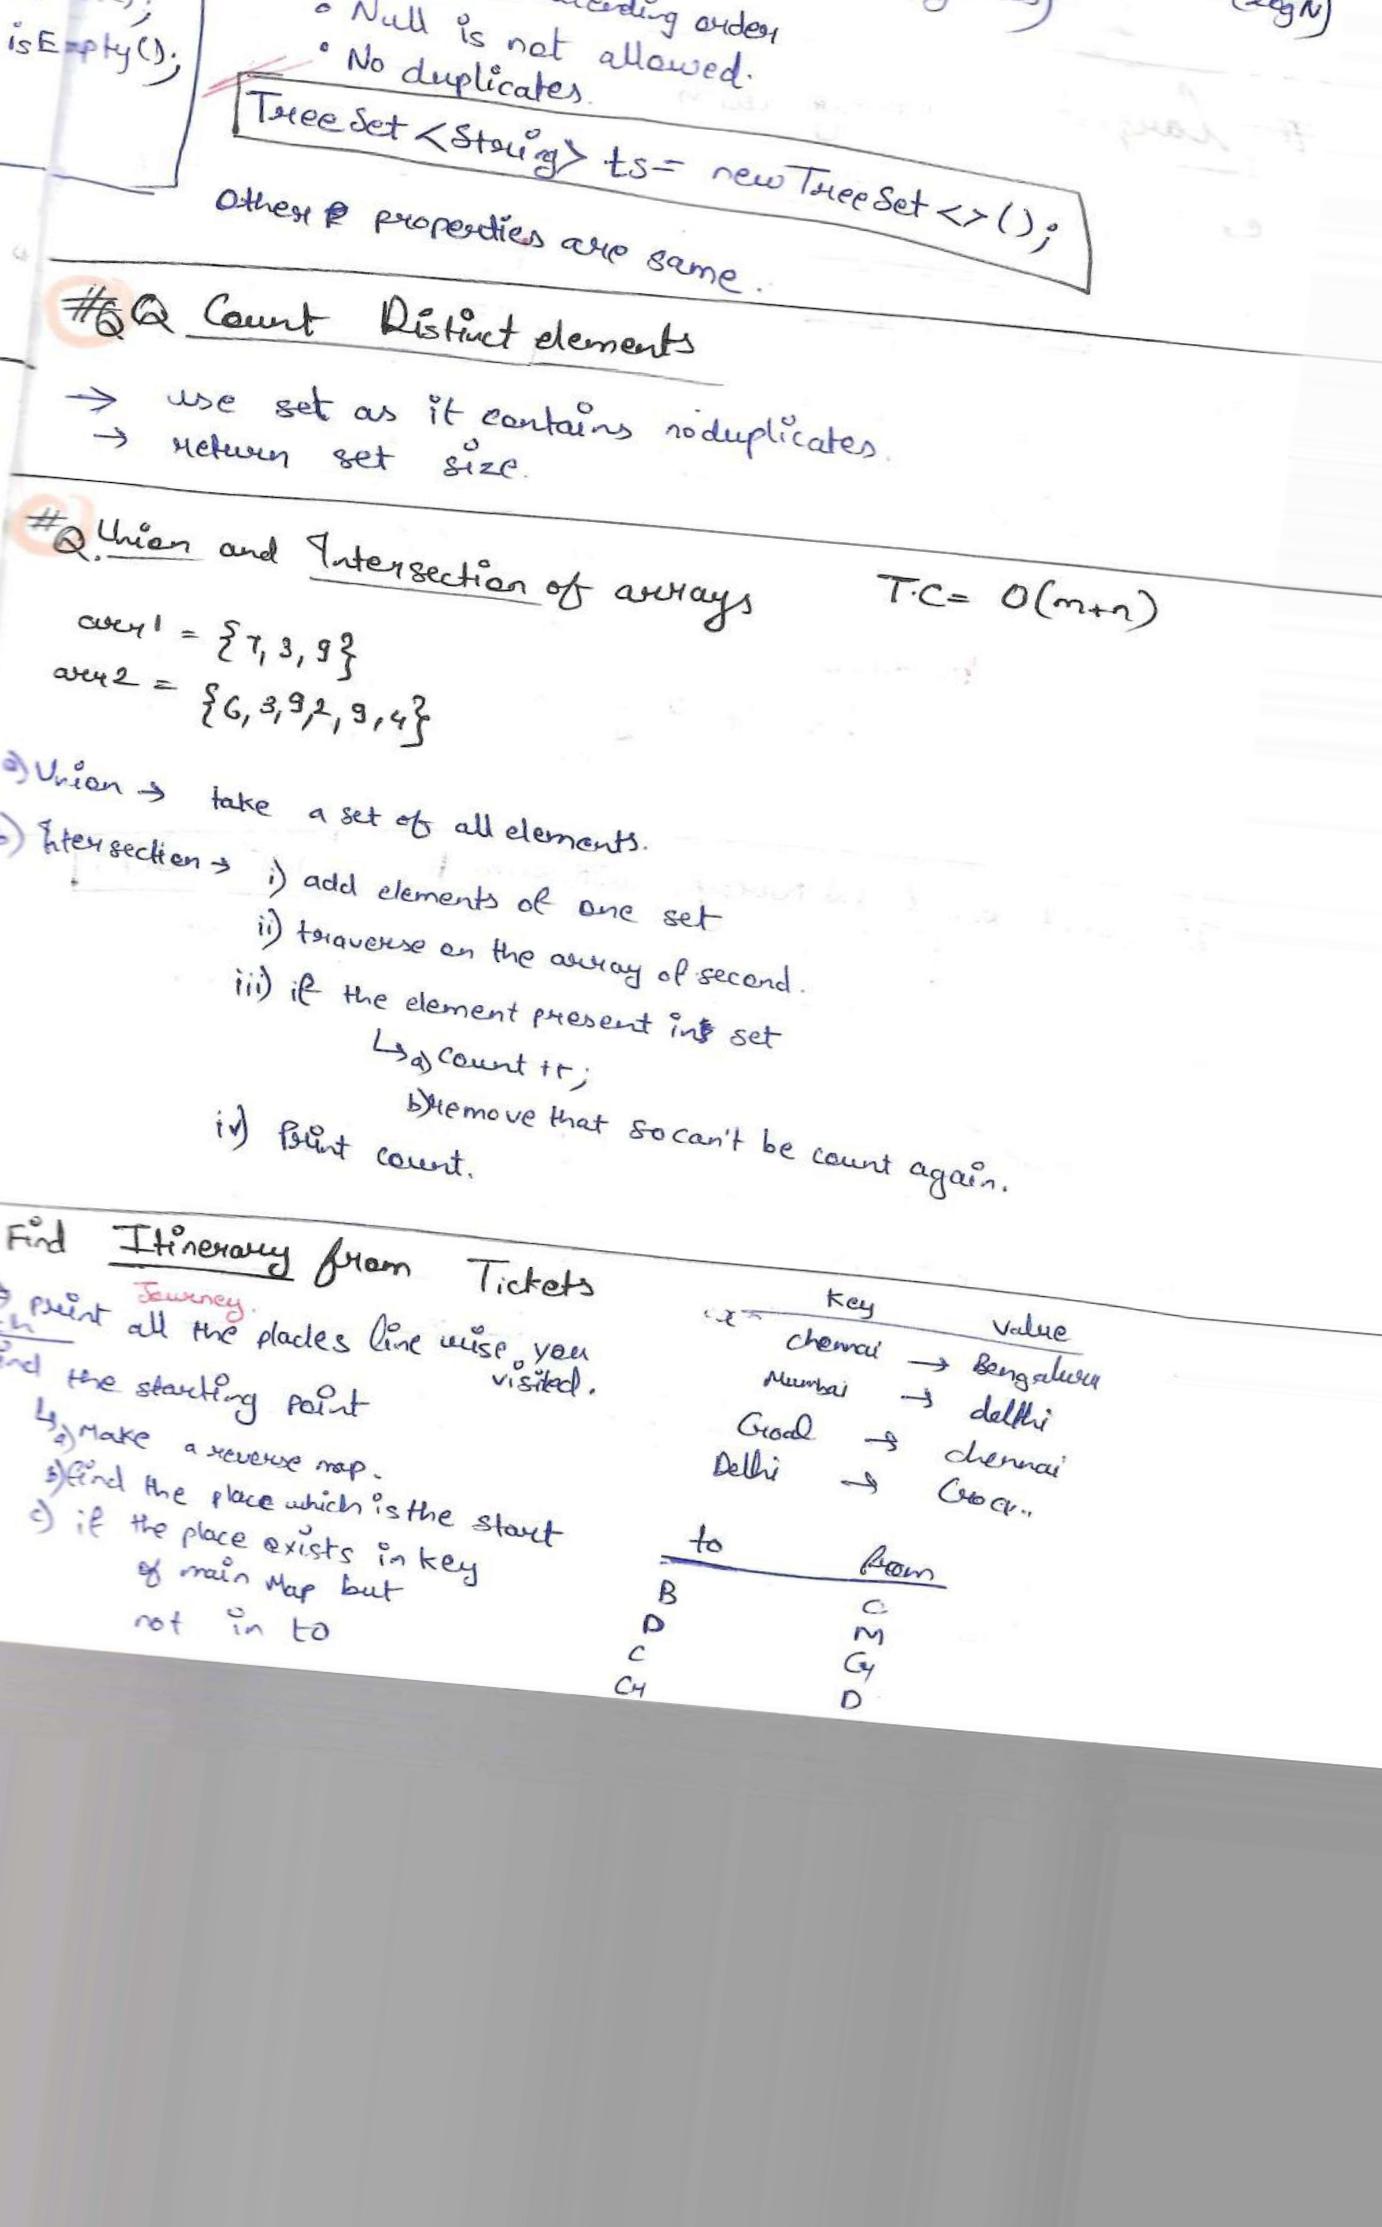 isEmpty();
ending order
• Null is not allowed.
• No duplicates.
TreeSet <String> ts = new TreeSet <> ();
Other properties are same.
#Q Count Distinct elements
→ use set as it contains no duplicates.
→ return set size.
#Q. Union and Intersection of arrays T.C = O(m+n)
arr1 = {7, 3, 9}
arr2 = {6, 3, 9, 2, 9, 4}
a) Union → take a set of all elements.
b) Intersection → i) add elements of one set
ii) traverse on the array of second.
iii) if the element present in set
↳ a) count ++;
b) remove that so can't be count again.
iv) Print count.
Find Itinerary from Tickets
Journey.
print all the places line wise, you
visited.
the starting point
↳ a) Make a reverse map.
b) find the place which is the start
c) if the place exists in key
of main Map but
not in to
Key Value
chennai → Bengaluru
Mumbai → delhi
Goa → chennai
Delhi → Goa
to from
B C
D M
C G
G D